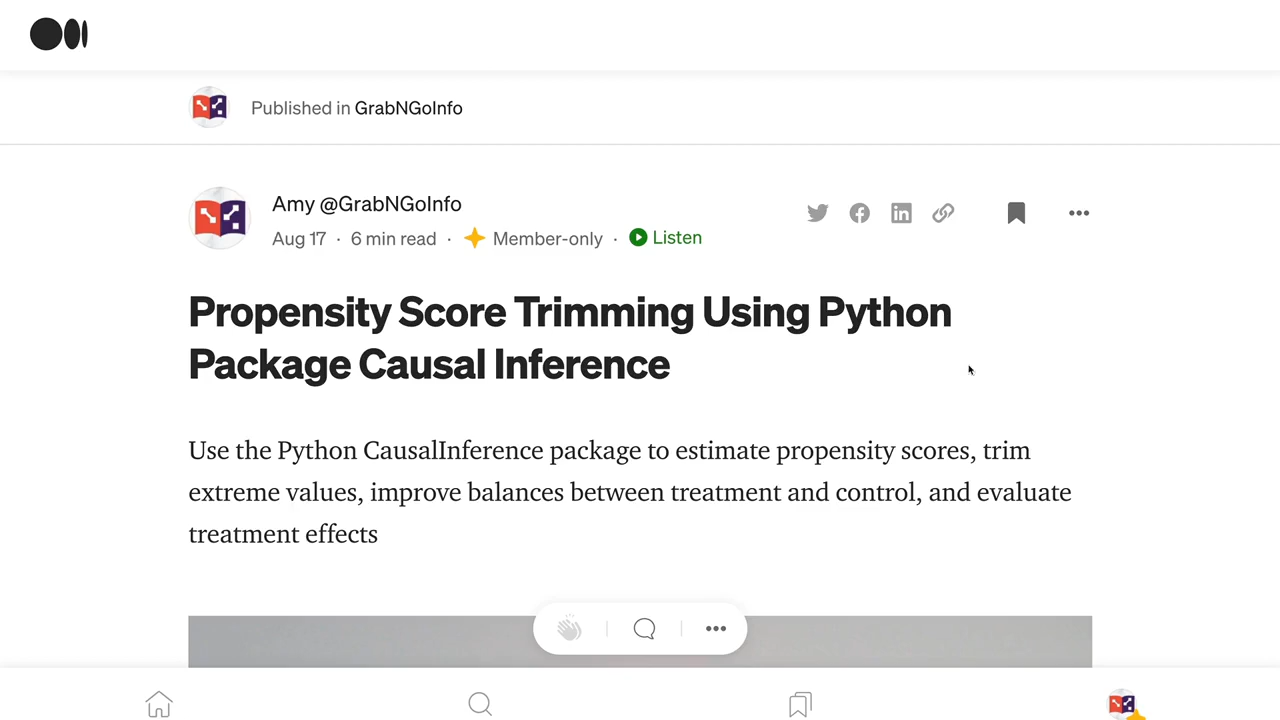 Published in GrabNGoInfo
Amy @GrabNGoInfo
Aug 17 · 6 min read · Member-only · Listen
Propensity Score Trimming Using Python
Package Causal Inference
Use the Python CausalInference package to estimate propensity scores, trim
extreme values, improve balances between treatment and control, and evaluate
treatment effects